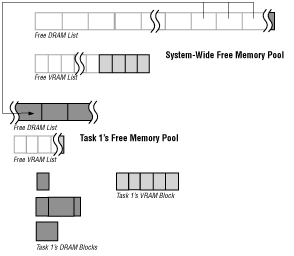 Free DRAM List
System-Wide Free Memory Pool
Free VRAM List
Free DRAM List
Task 1's Free Memory Pool
Free VRAM List
Task 1's VRAM Block
Task 1's DRAM Blocks